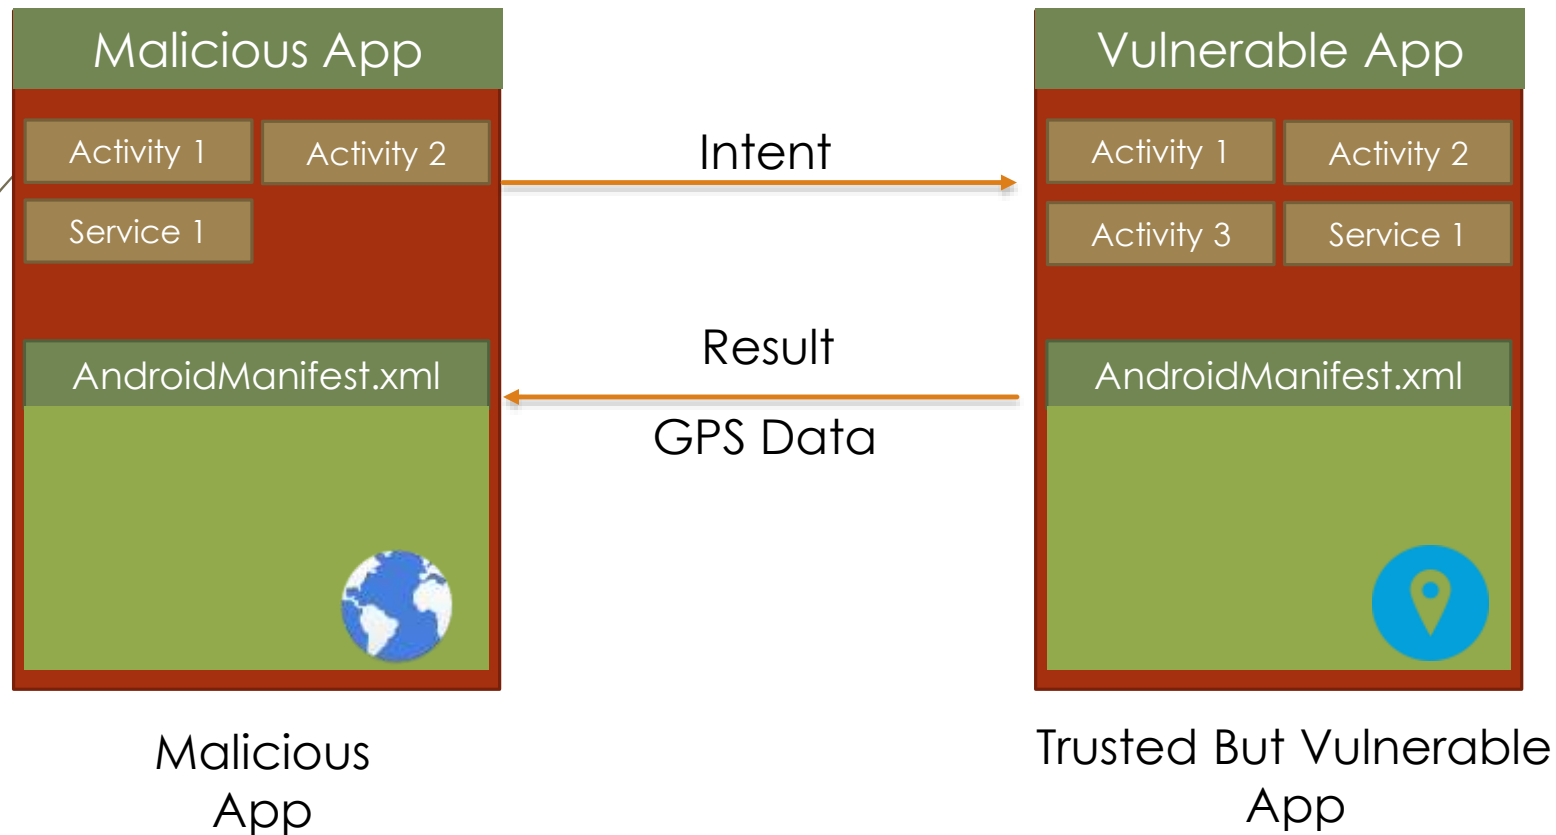 Malicious App
Activity 1
Activity 2
Service 1
AndroidManifest.xml
Intent
Result
GPS Data
Vulnerable App
Activity 1
Activity 2
Activity 3
Service 1
AndroidManifest.xml
Malicious
App
Trusted But Vulnerable
App